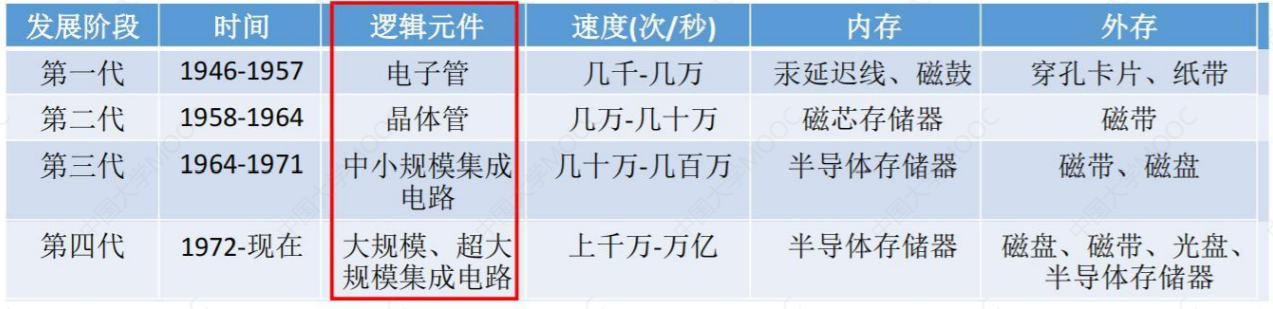 发展阶段 时间 逻辑元件 速度(次/秒) 内存 外存
第一代 1946-1957 电子管 几千-几万 汞延迟线、磁鼓 穿孔卡片、纸带
第二代 1958-1964 晶体管 几万-几十万 磁芯存储器 磁带
第三代 1964-1971 中小规模集成 几十万-几百万 半导体存储器 磁带、磁盘
电路
第四代 1972-现在 大规模、超大 上千万-万亿 半导体存储器 磁盘、磁带、光盘、
规模集成电路 半导体存储器
中国大学MOOC